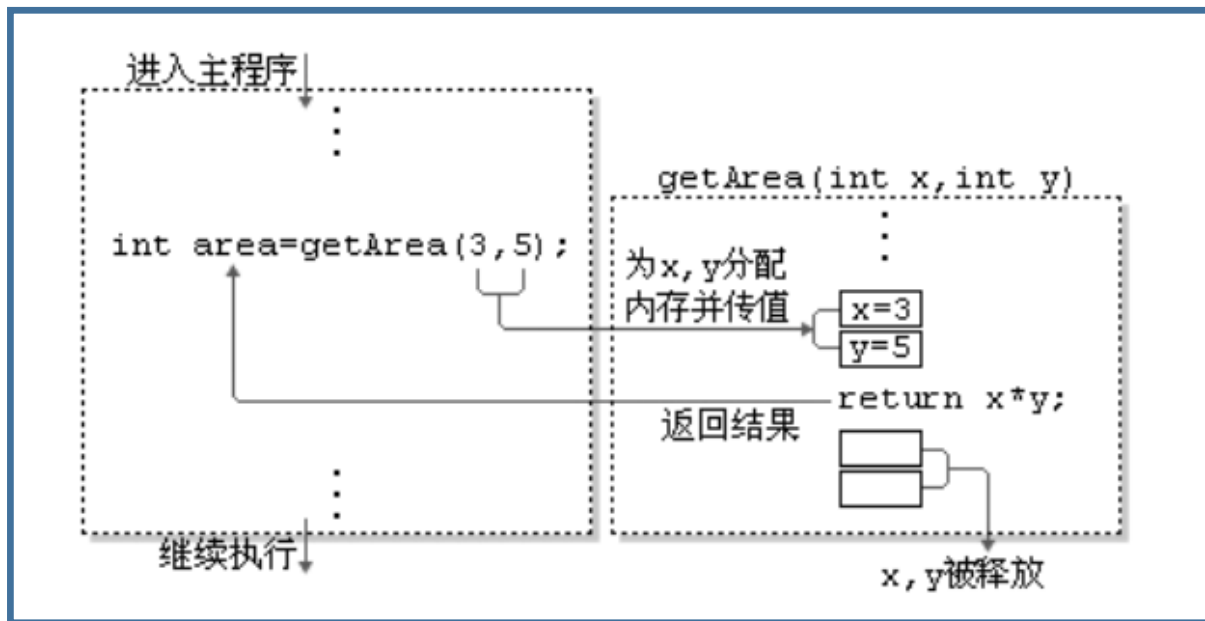 进入主程序
getArea(int x,int y)
int area=getArea(3,5);
为x,y分配
内存并传值
x=3
y=5
return x*y;
返回结果
继续执行
x,y被释放